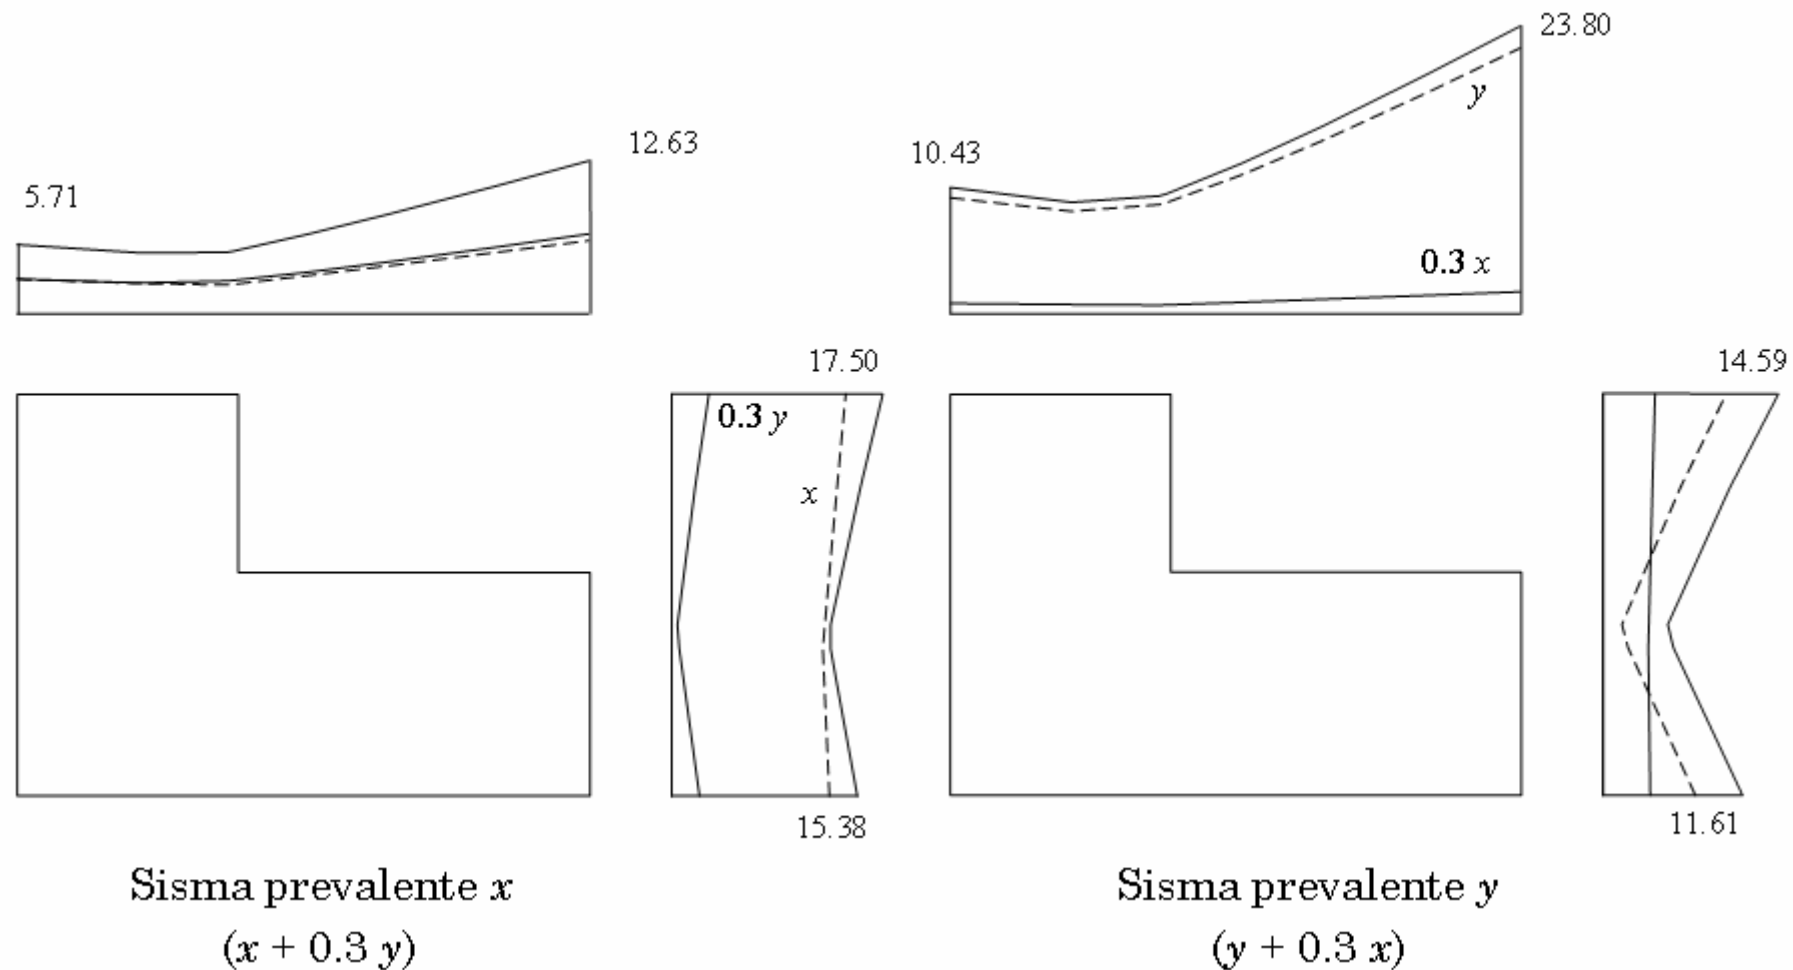 5.71
12.63
17.50
0.3 y
x
15.38
Sisma prevalente x
(x + 0.3 y)
10.43
23.80
y
0.3 x
14.59
11.61
Sisma prevalente y
(y + 0.3 x)